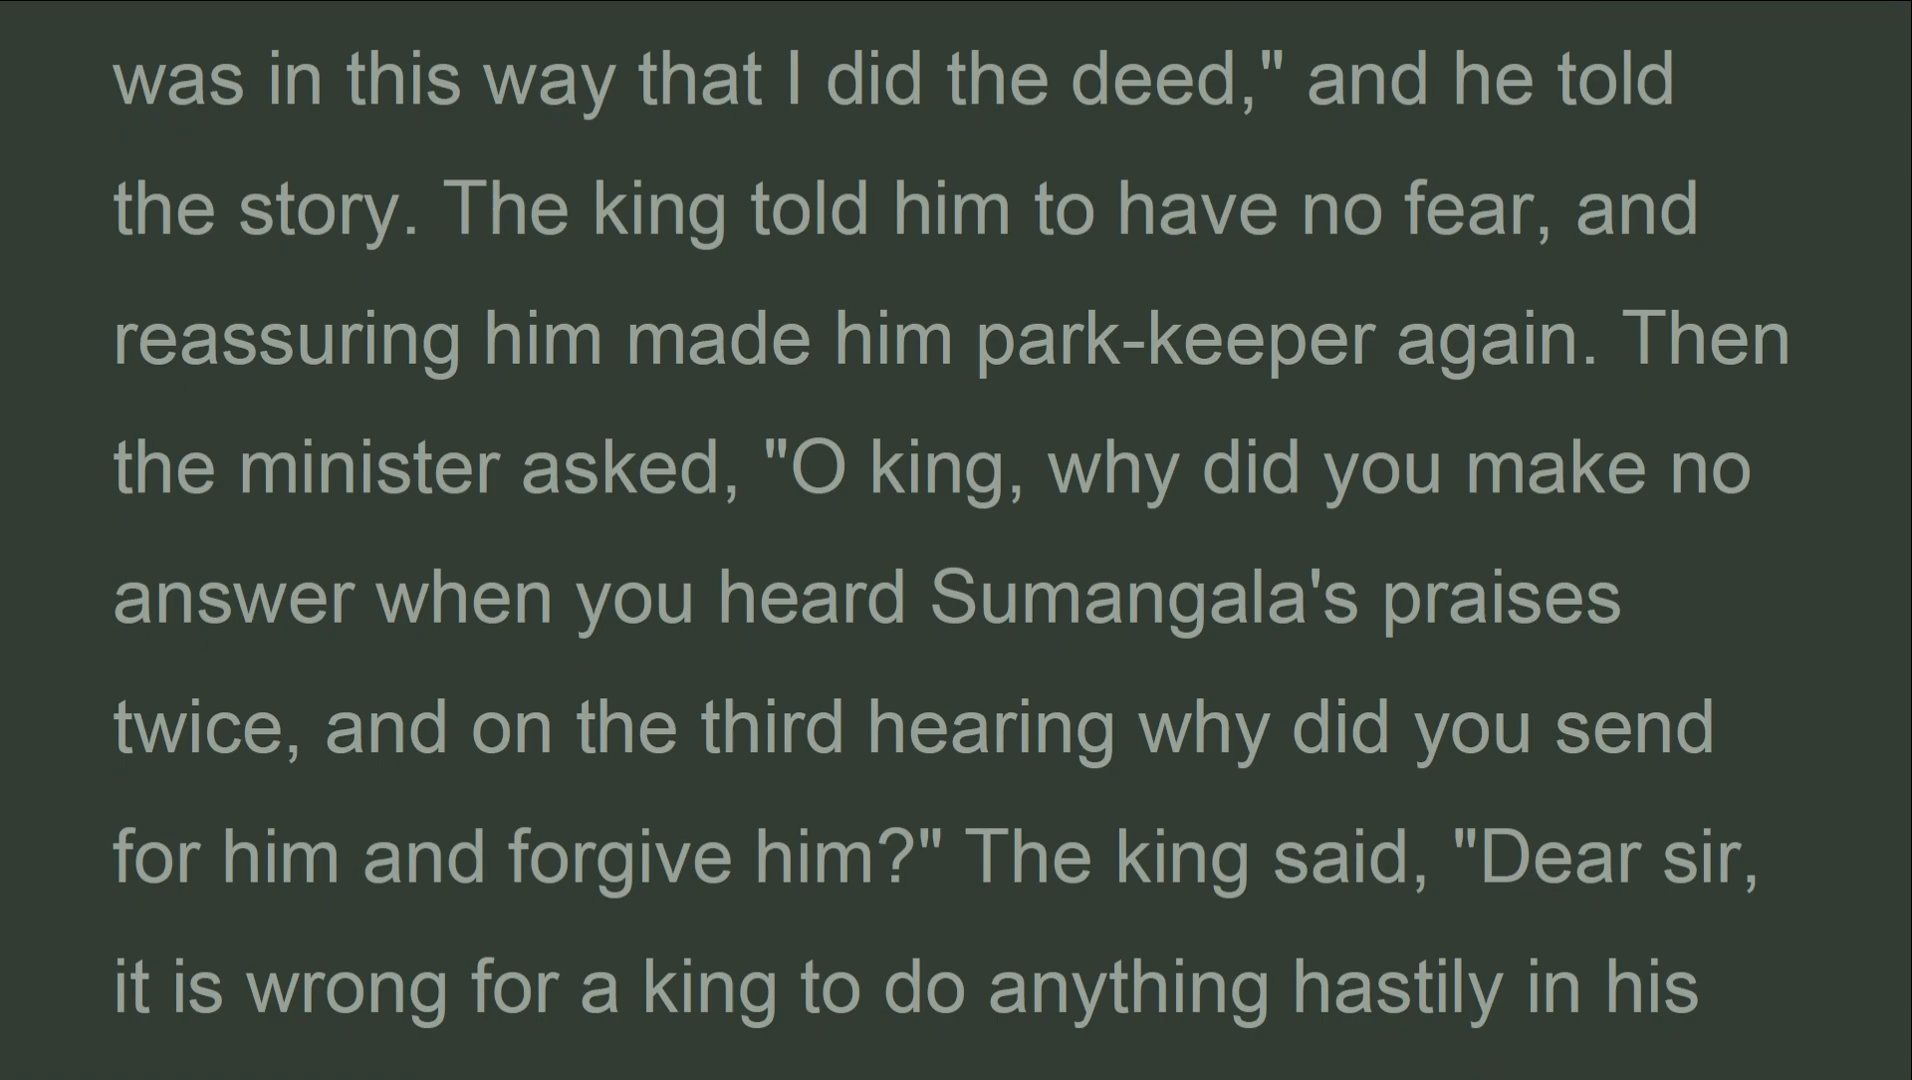 was in this way that I did the deed," and he told
the story. The king told him to have no fear, and
reassuring him made him park-keeper again. Then
the minister asked, "O king, why did you make no
answer when you heard Sumangala's praises
twice, and on the third hearing why did you send
for him and forgive him?" The king said, "Dear sir,
it is wrong for a king to do anything hastily in his